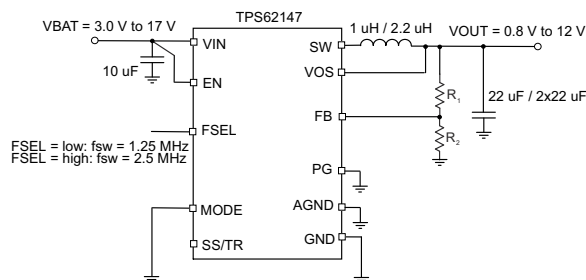 TPS62147
VBAT = 3.0 V to 17 V
VIN
SW
1 uH / 2.2 uH
VOUT = 0.8 V to 12 V
VOS
10 uF
EN
R1
22 uF / 2x22 uF
FB
FSEL
FSEL = low: fsw = 1.25 MHz
FSEL = high: fsw = 2.5 MHz
R2
PG
MODE
AGND
SS/TR
GND